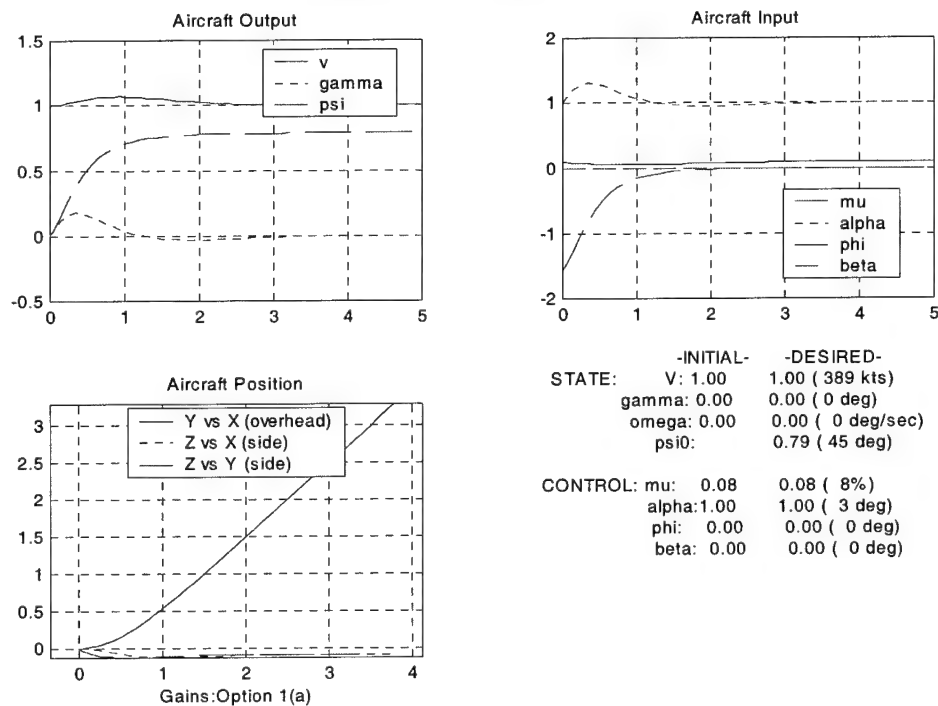 Aircraft Output
1.5
1
0.5
0
-0.5
0 1 2 3 4 5
v
gamma
psi
Aircraft Input
2
1
0
-1
-2
0 1 2 3 4 5
mu
alpha
phi
beta
Aircraft Position
3
2.5
2
1.5
1
0.5
0
0 1 2 3 4
Y vs X (overhead)
Z vs X (side)
Z vs Y (side)
Gains:Option 1(a)
-INITIAL- -DESIRED-
STATE: V: 1.00 1.00 ( 389 kts)
gamma: 0.00 0.00 ( 0 deg)
omega: 0.00 0.00 ( 0 deg/sec)
psi0: 0.79 ( 45 deg)
CONTROL: mu: 0.08 0.08 ( 8%)
alpha:1.00 1.00 ( 3 deg)
phi: 0.00 0.00 ( 0 deg)
beta: 0.00 0.00 ( 0 deg)